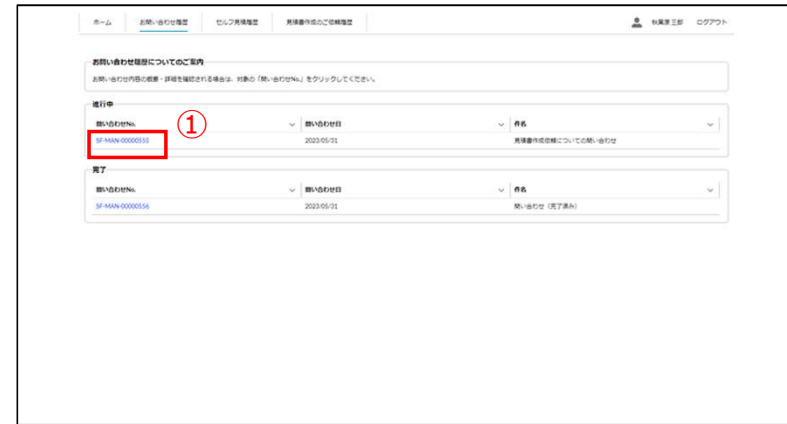 ホーム お問い合わせ履歴 セルフ見積履歴 見積書作成のご依頼履歴 秋葉原三郎 ログアウト
お問い合わせ履歴についてのご案内
お問い合わせ内容の概要・詳細を確認される場合は、対象の「問い合わせNo.」をクリックしてください。
進行中
問い合わせNo. 問い合わせ日 件名
①
SF-MAN-00000555 2023/05/31 見積書作成依頼についての問い合わせ
完了
問い合わせNo. 問い合わせ日 件名
SF-MAN-00000556 2023/05/31 問い合わせ（完了済み）